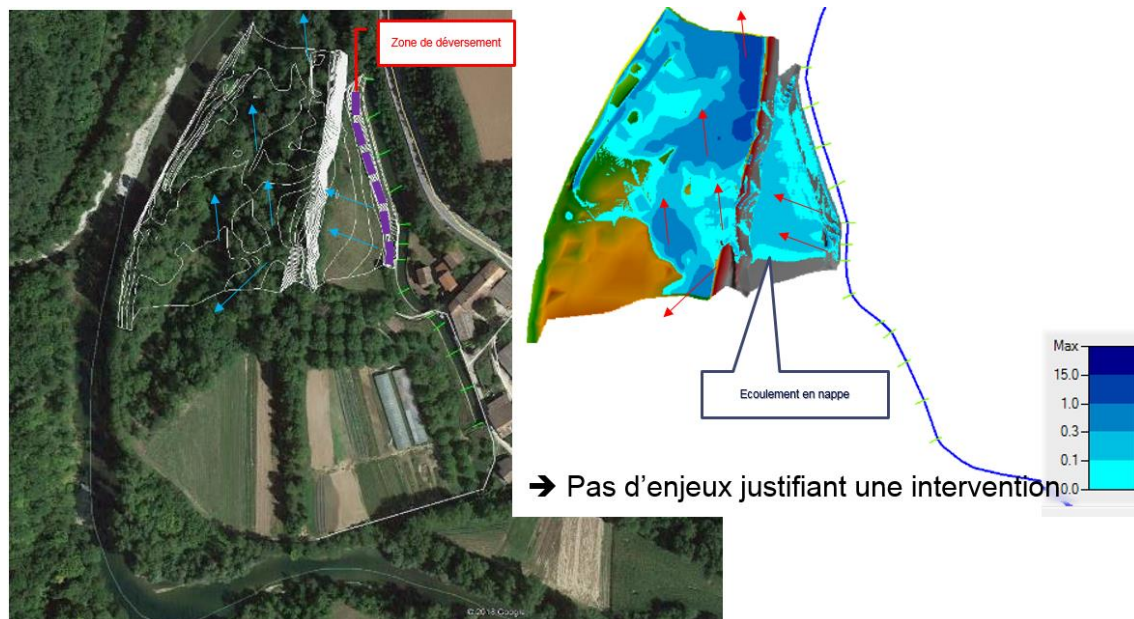 Zone de déversement
Ecoulement en nappe
Max
15.0
1.0
0.3
0.1
0.0
➔ Pas d’enjeux justifiant une intervention
© 2018 Google